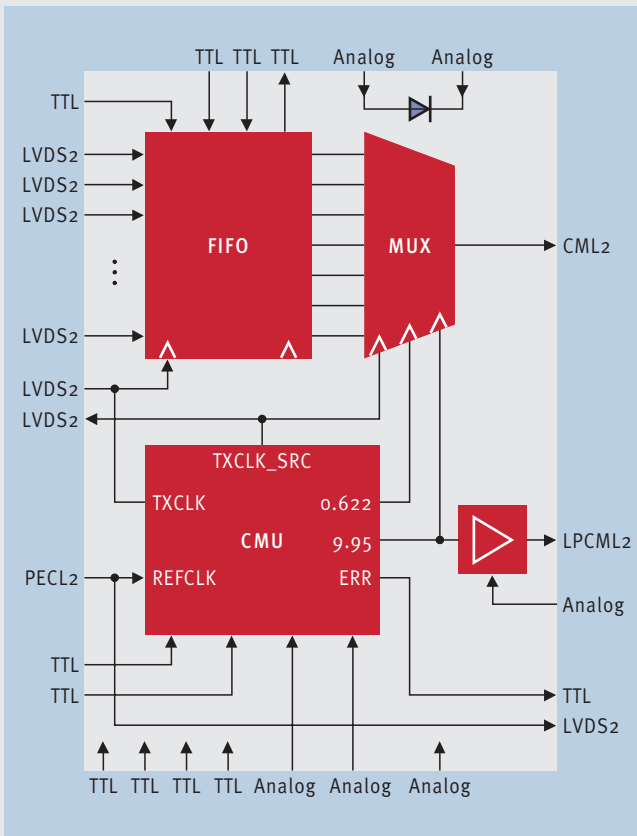 TTL TTL TTL Analog Analog
TTL
LVDS2
LVDS2
LVDS2
FIFO MUX CML2
LVDS2
LVDS2
LVDS2
TXCLK_SRC
TXCLK 0.622
CMU 9.95 LPCML2
PECL2 REFCLK ERR
Analog
TTL
TTL TTL
LVDS2
TTL TTL TTL TTL Analog Analog Analog